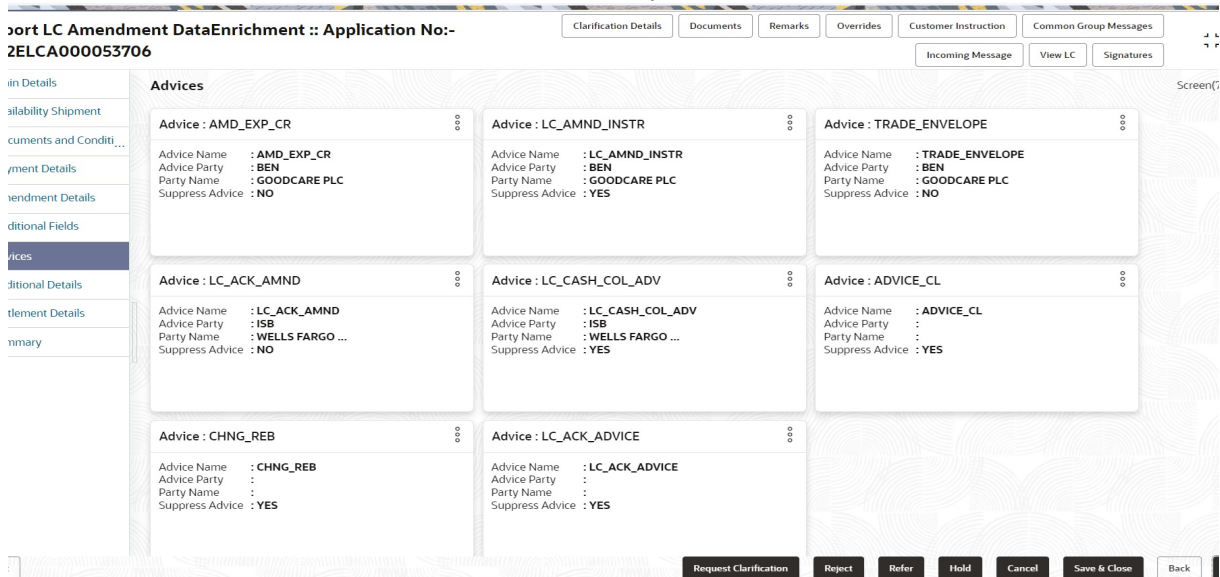 port LC Amendment DataEnrichment :: Application No:-
2ELCA000053706
Clarification Details
Documents
Remarks
Overrides
Customer Instruction
Common Group Messages
Incoming Message
View LC
Signatures
in Details
ailability Shipment
cuments and Conditi...
yment Details
endment Details
ditional Fields
vices
ditional Details
tlement Details
mmary
Advices
Screen(7
Advice : AMD_EXP_CR
Advice Name : AMD_EXP_CR
Advice Party : BEN
Party Name : GOODCARE PLC
Suppress Advice : NO
Advice : LC_AMND_INSTR
Advice Name : LC_AMND_INSTR
Advice Party : BEN
Party Name : GOODCARE PLC
Suppress Advice : YES
Advice : TRADE_ENVELOPE
Advice Name : TRADE_ENVELOPE
Advice Party : BEN
Party Name : GOODCARE PLC
Suppress Advice : NO
Advice : LC_ACK_AMND
Advice Name : LC_ACK_AMND
Advice Party : ISB
Party Name : WELLS FARGO ...
Suppress Advice : NO
Advice : LC_CASH_COL_ADV
Advice Name : LC_CASH_COL_ADV
Advice Party : ISB
Party Name : WELLS FARGO ...
Suppress Advice : YES
Advice : ADVICE_CL
Advice Name : ADVICE_CL
Advice Party :
Party Name :
Suppress Advice : YES
Advice : CHNG_REB
Advice Name : CHNG_REB
Advice Party :
Party Name :
Suppress Advice : YES
Advice : LC_ACK_ADVICE
Advice Name : LC_ACK_ADVICE
Advice Party :
Party Name :
Suppress Advice : YES
Request Clarification
Reject
Refer
Hold
Cancel
Save & Close
Back